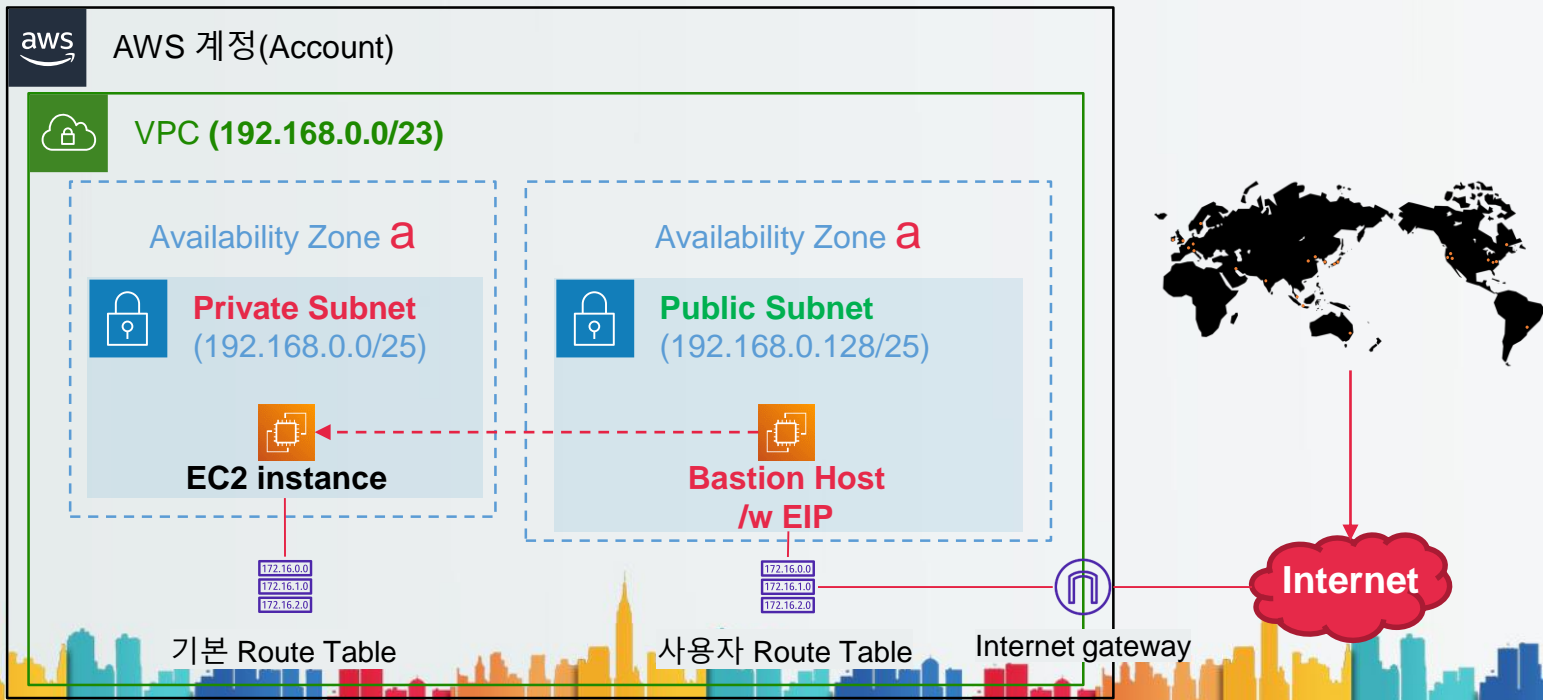 aws
AWS 계정(Account)
VPC (192.168.0.0/23)
Availability Zone a
Private Subnet
(192.168.0.0/25)
EC2 instance
172.16.0.0
172.16.1.0
172.16.2.0
기본 Route Table
Availability Zone a
Public Subnet
(192.168.0.128/25)
Bastion Host
/w EIP
172.16.0.0
172.16.1.0
172.16.2.0
사용자 Route Table
Internet gateway
Internet